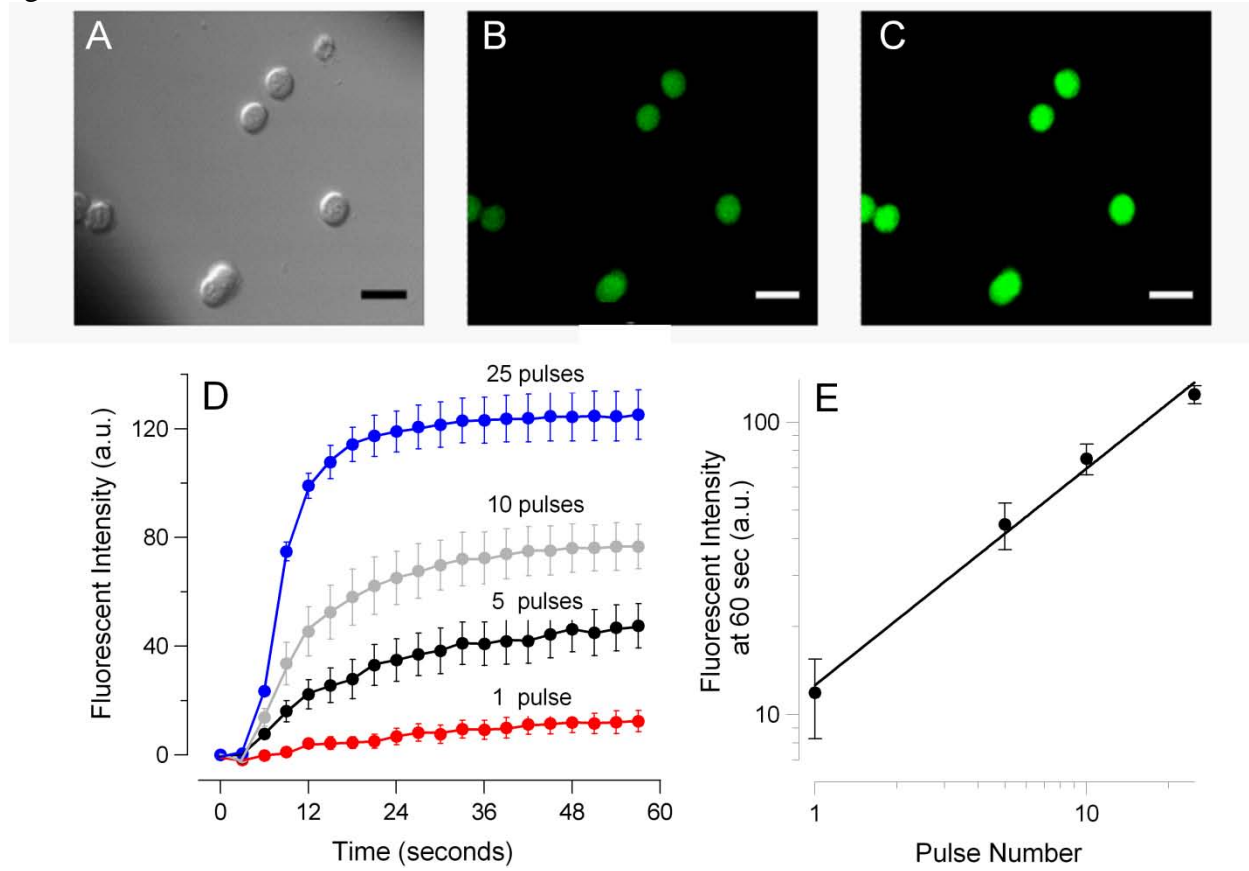 A
B
C
D
25 pulses
10 pulses
5 pulses
1 pulse
120
80
40
0
Fluorescent Intensity (a.u.)
0
12
24
36
48
60
Time (seconds)
E
100
10
Fluorescent Intensity
at 60 sec (a.u.)
1
10
Pulse Number